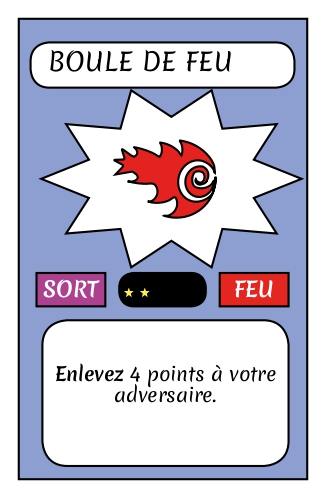 BOULE DE FEU
SORT
FEU
Enlevez 4 points à votre
adversaire.